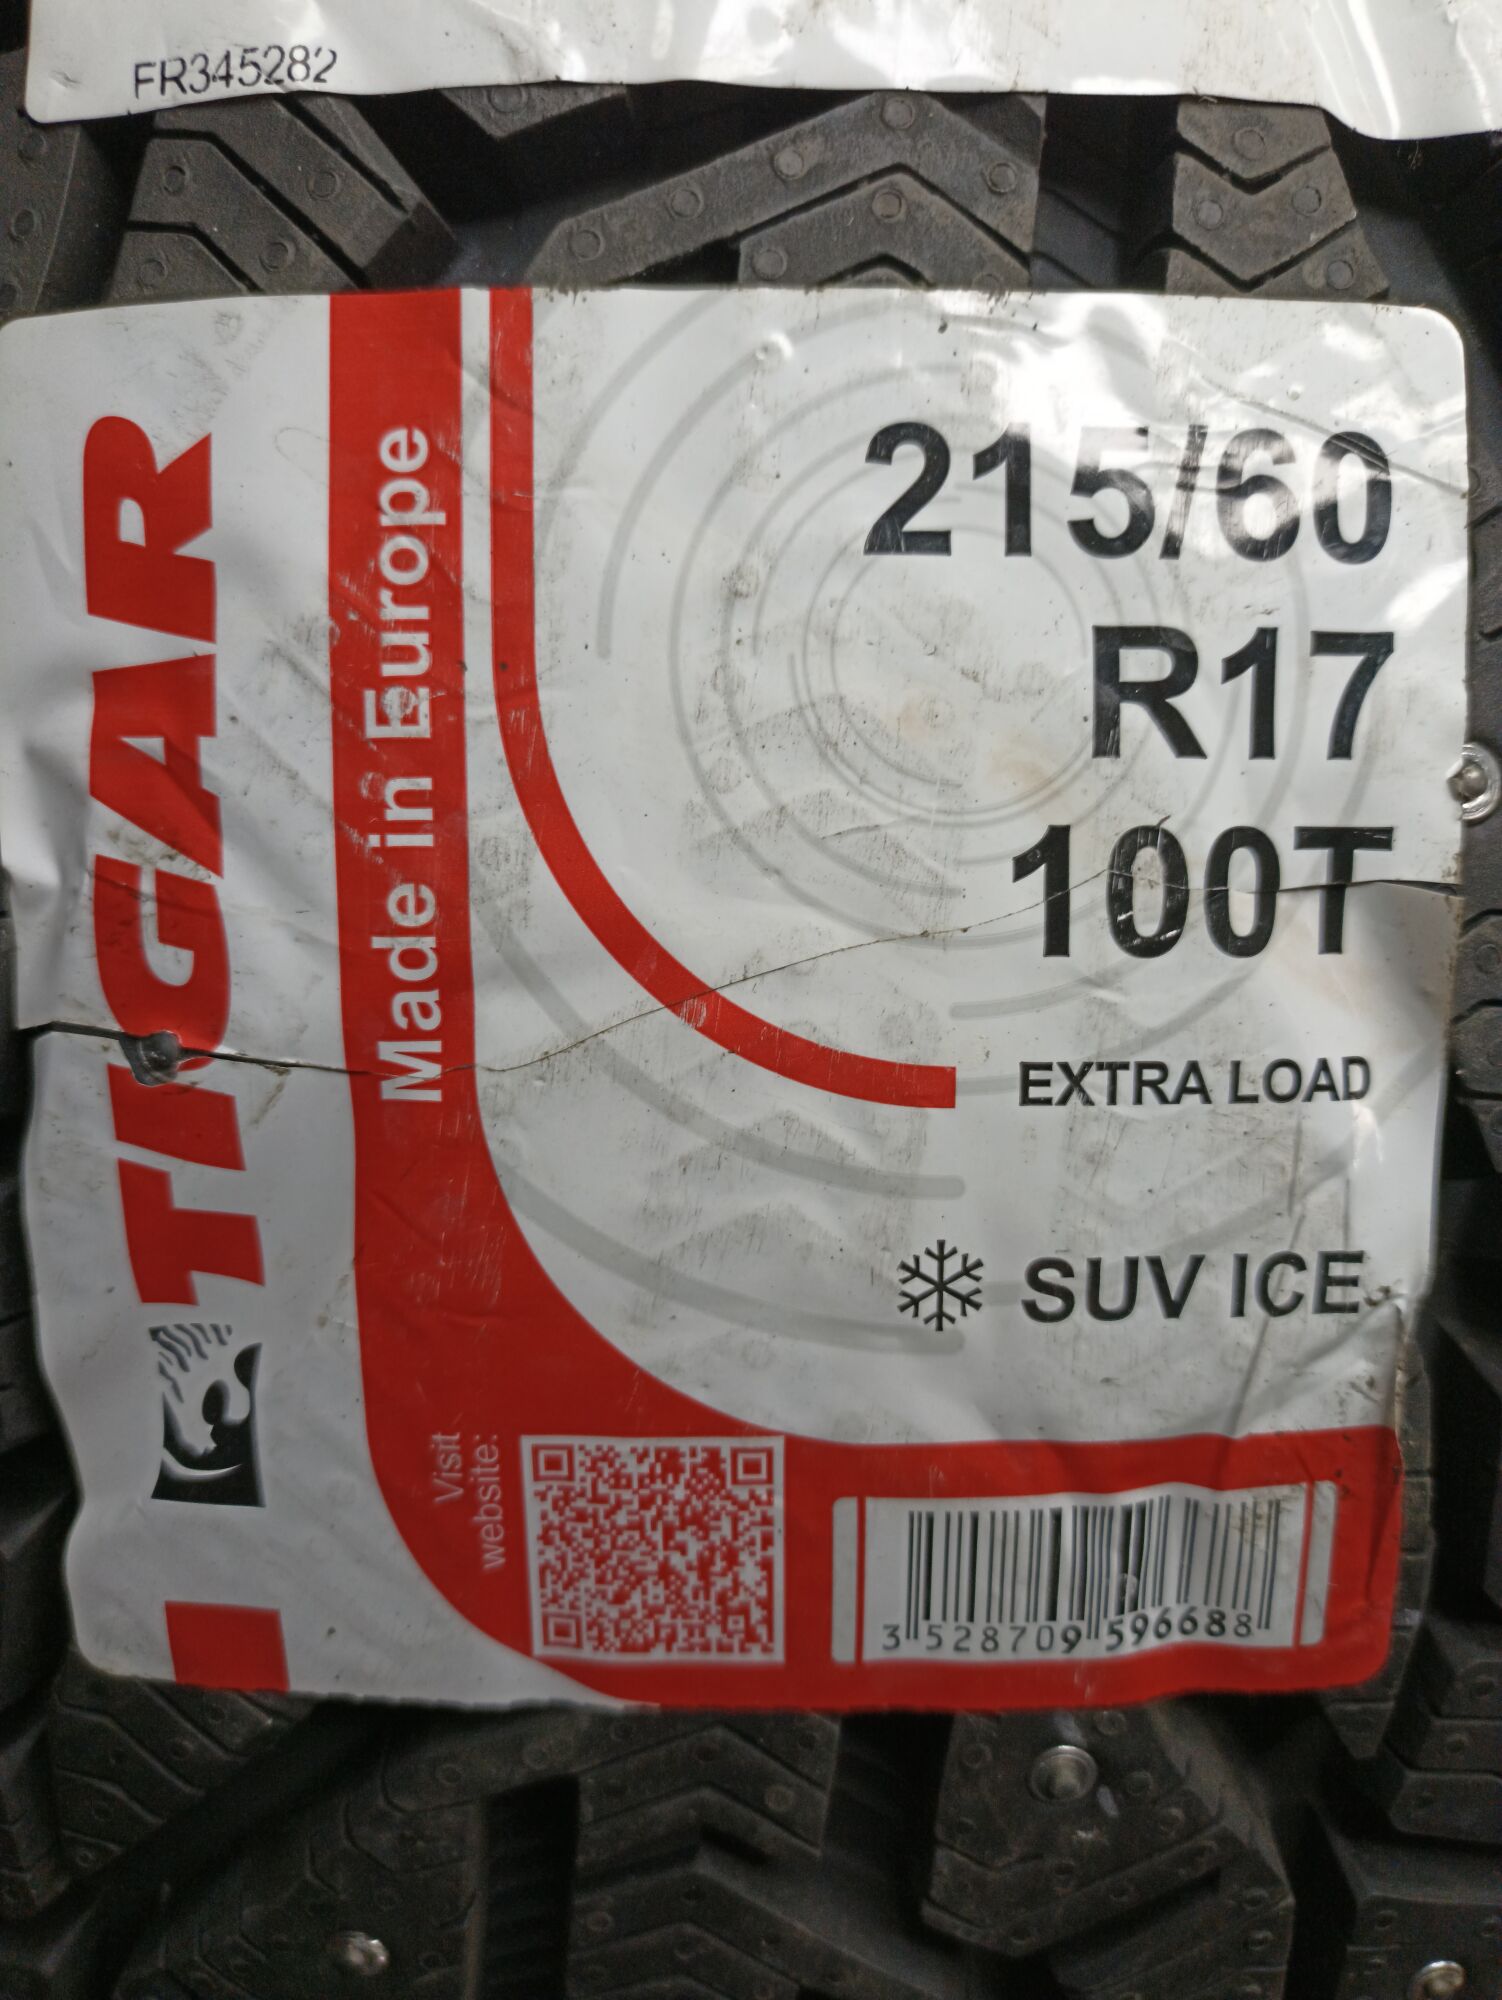 FR345282
TIGAR
Made in Europe
215/60
R17
100T
EXTRA LOAD
SUV ICE
Visit
website:
3 528709 596688